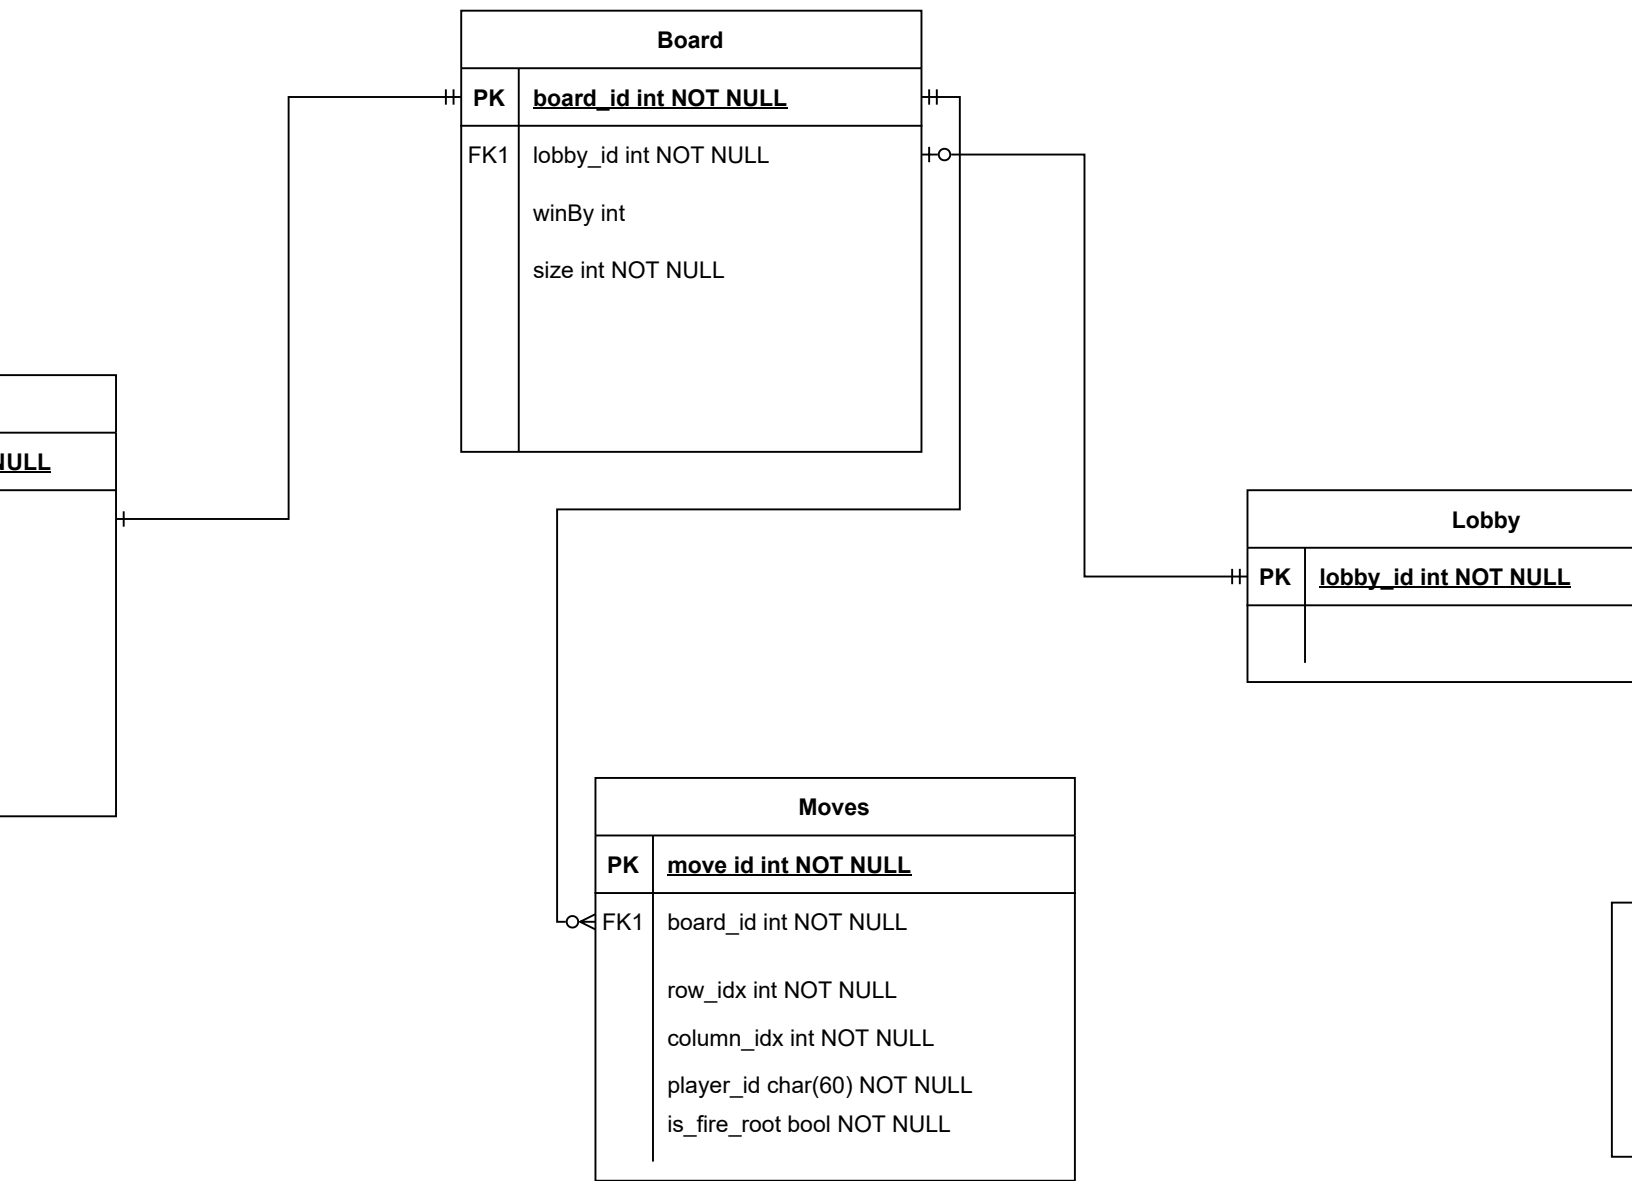 Board
PK board_id int NOT NULL
FK1 lobby_id int NOT NULL
winBy int
size int NOT NULL
Lobby
PK lobby_id int NOT NULL
Moves
PK move id int NOT NULL
FK1 board_id int NOT NULL
row_idx int NOT NULL
column_idx int NOT NULL
player_id char(60) NOT NULL
is_fire_root bool NOT NULL